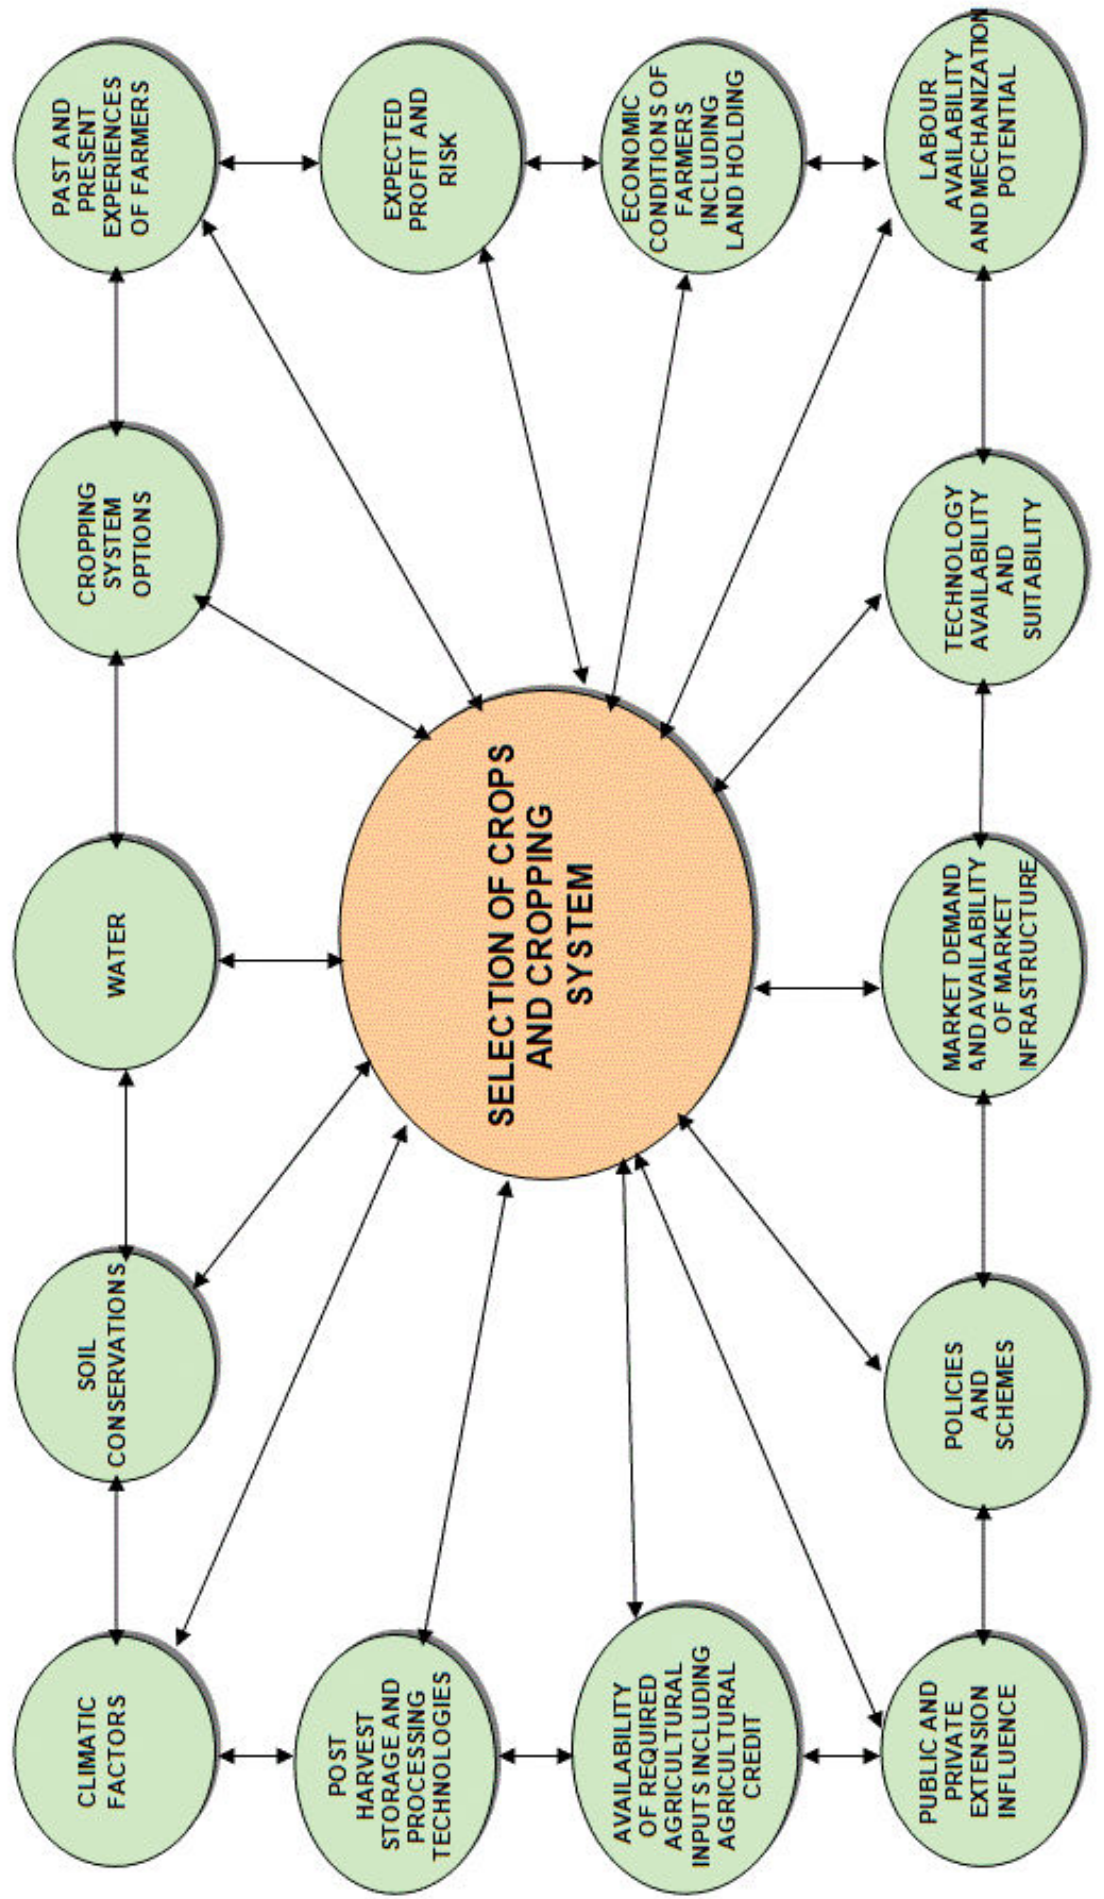 CLIMATIC
FACTORS
SOIL
CONSERVATIONS
WATER
CROPPING
SYSTEM
OPTIONS
PAST AND
PRESENT
EXPERIENCES
OF FARMERS
POST
HARVEST
STORAGE AND
PROCESSING
TECHNOLOGIES
EXPECTED
PROFIT AND
RISK
SELECTION OF CROPS
AND CROPPING
SYSTEM
AVAILABILITY
OF REQUIRED
AGRICULTURAL
INPUTS INCLUDING
AGRICULTURAL
CREDIT
ECONOMIC
CONDITIONS OF
FARMERS
INCLUDING
LAND HOLDING
PUBLIC AND
PRIVATE
EXTENSION
INFLUENCE
POLICIES
AND
SCHEMES
MARKET DEMAND
AND AVAILABILITY
OF MARKET
INFRASTRUCTURE
TECHNOLOGY
AVAILABILITY
AND
SUITABILITY
LABOUR
AVAILABILITY
AND MECHANIZATION
POTENTIAL